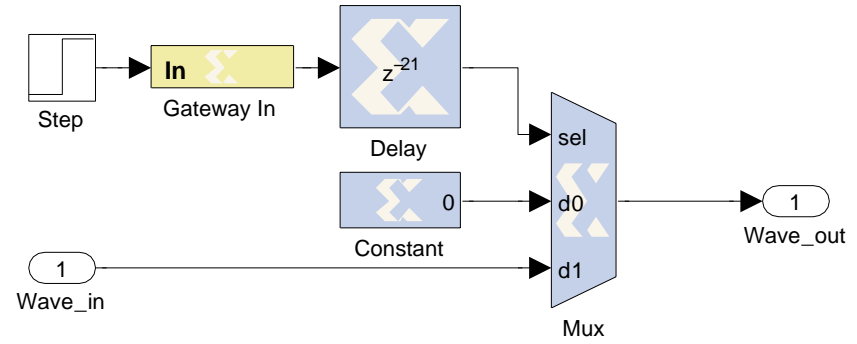 In
Step
Gateway In
z–21
Delay
sel
0
d0
Constant
1
Wave_out
1
Wave_in
d1
Mux